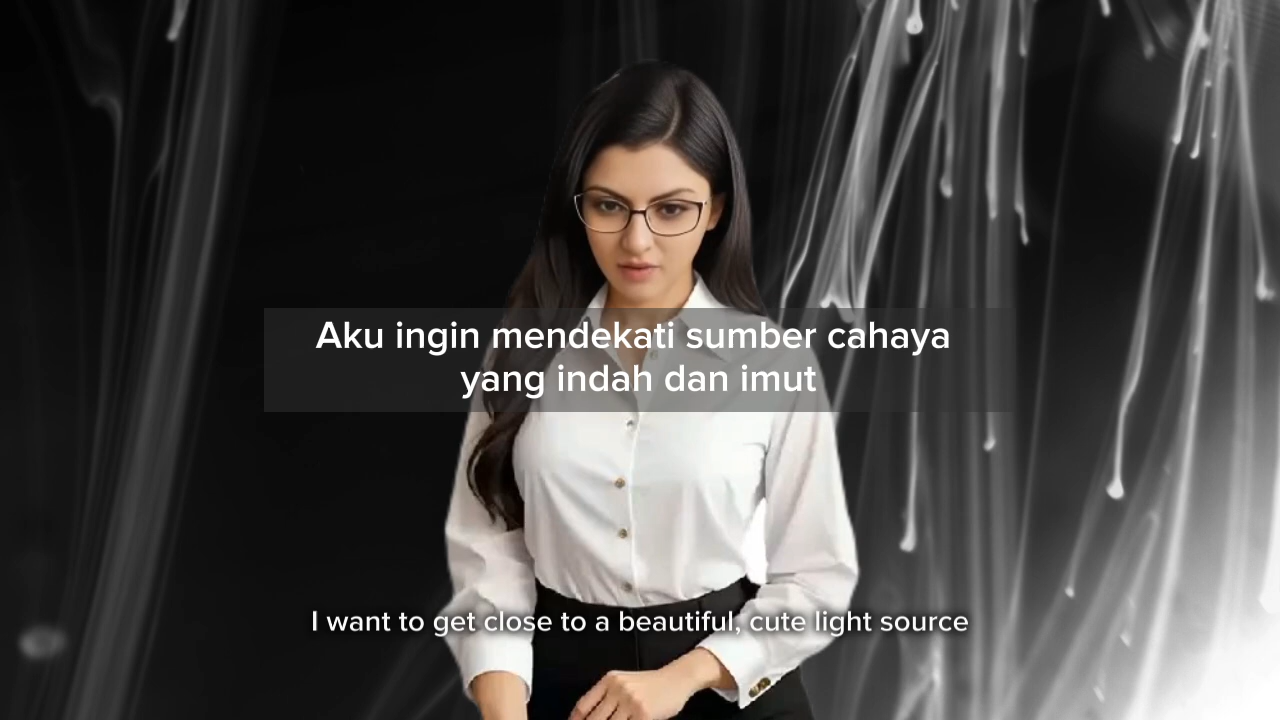 Aku ingin mendekati sumber cahaya
yang indah dan imut
I want to get close to a beautiful, cute light source